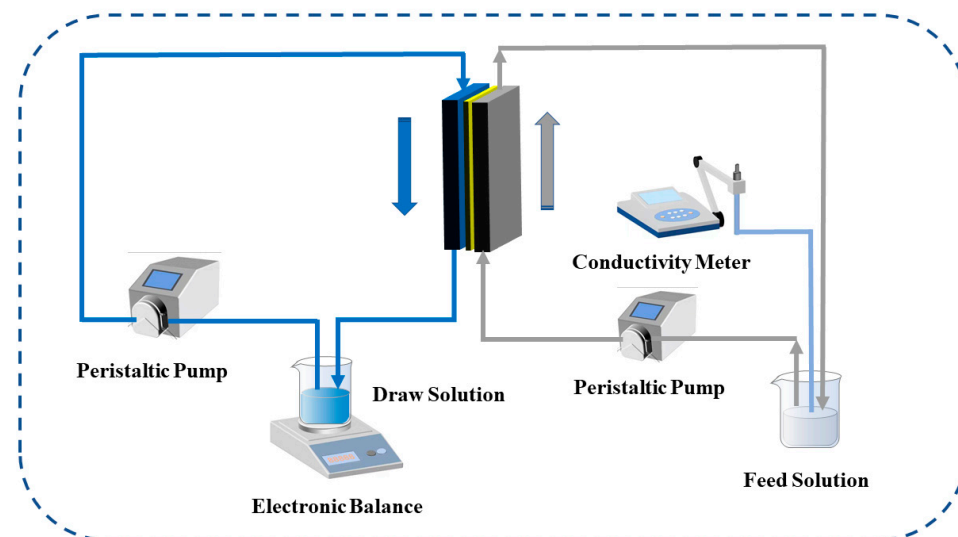 Conductivity Meter
Peristaltic Pump
Draw Solution
Peristaltic Pump
Feed Solution
Electronic Balance